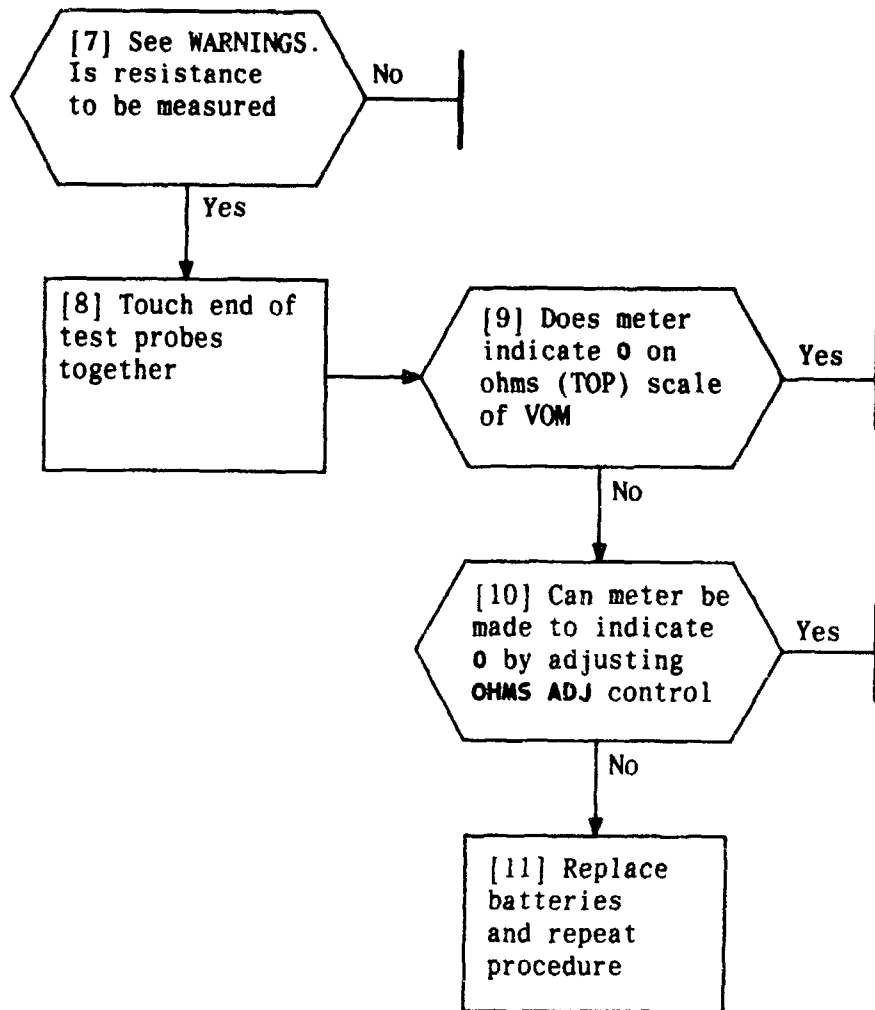 [7] See WARNINGS.
Is resistance
to be measured
No
Yes
[8] Touch end of
test probes
together
[9] Does meter
indicate 0 on
ohms (TOP) scale
of VOM
Yes
No
[10] Can meter be
made to indicate
0 by adjusting
OHMS ADJ control
Yes
No
[11] Replace
batteries
and repeat
procedure